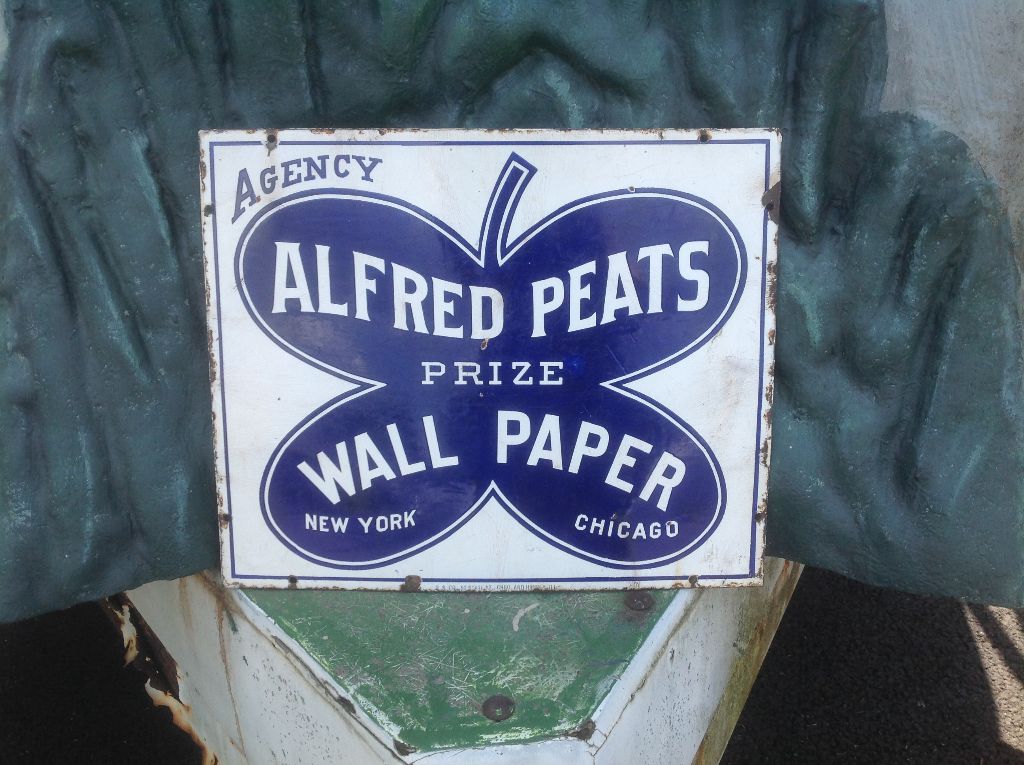 AGENCY
ALFRED PEATS
PRIZE
WALL PAPER
NEW YORK CHICAGO